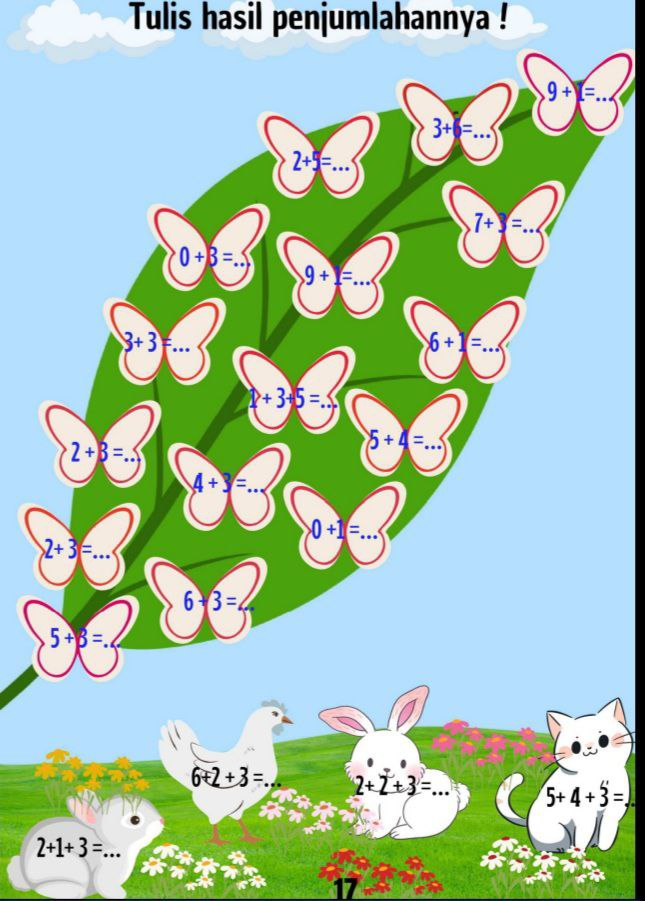 Tulis hasil penjumlahannya !
9 + 1=...
3+6=...
2+5=...
7+ 3 =...
0 + 3 =...
9 + 1=...
3+ 3 =...
6 + 1 =...
1 + 3+5 =...
5 + 4 =...
2 + 3 =...
4 + 3 =...
0 +1 =...
2+ 3 =...
6 + 3 =...
5 + 3 =...
6+2 + 3 =...
2+ 2 + 3 =...
5+ 4 + 3 =..
2+1+ 3 =...
17